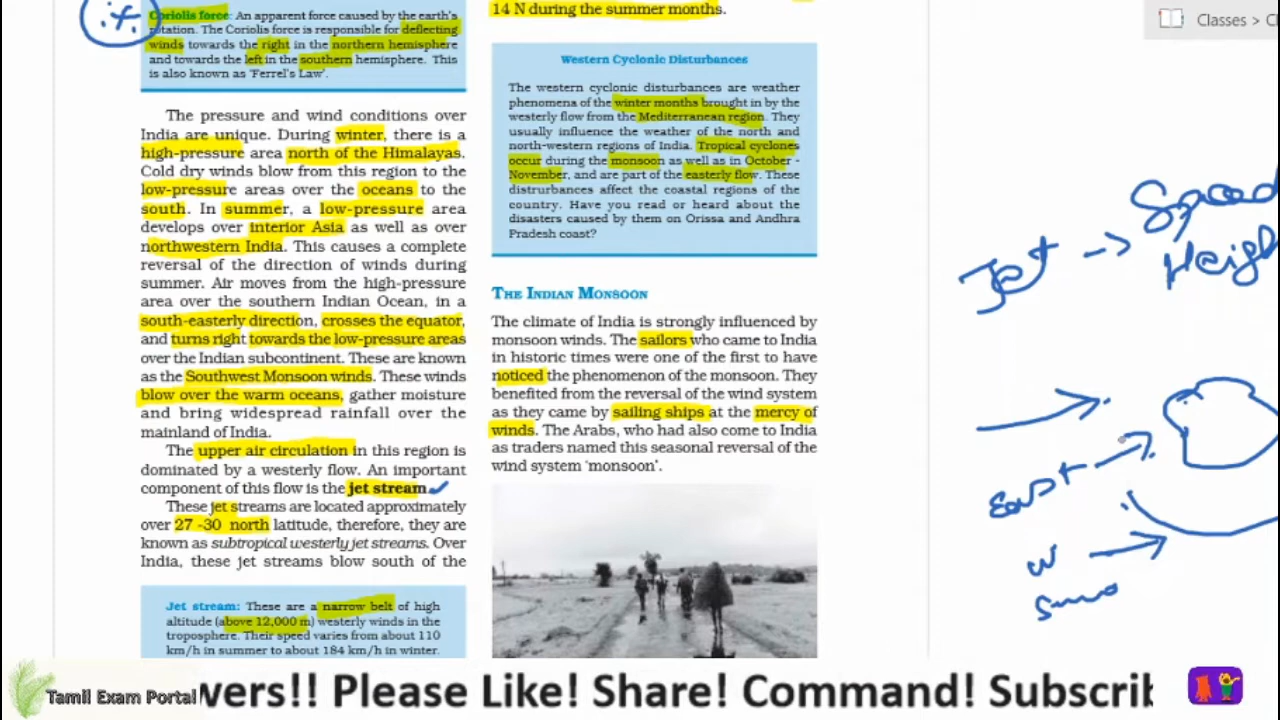 Coriolis force: An apparent force caused by the earth's
rotation. The Coriolis force is responsible for deflecting
winds towards the right in the northern hemisphere
and towards the left in the southern hemisphere. This
is also known as 'Ferrel's Law'.
The pressure and wind conditions over
India are unique. During winter, there is a
high-pressure area north of the Himalayas.
Cold dry winds blow from this region to the
low-pressure areas over the oceans to the
south. In summer, a low-pressure area
develops over interior Asia as well as over
northwestern India. This causes a complete
reversal of the direction of winds during
summer. Air moves from the high-pressure
area over the southern Indian Ocean, in a
south-easterly direction, crosses the equator,
and turns right towards the low-pressure areas
over the Indian subcontinent. These are known
as the Southwest Monsoon winds. These winds
blow over the warm oceans, gather moisture
and bring widespread rainfall over the
mainland of India.
The upper air circulation in this region is
dominated by a westerly flow. An important
component of this flow is the jet stream.
These jet streams are located approximately
over 27 -30 north latitude, therefore, they are
known as subtropical westerly jet streams. Over
India, these jet streams blow south of the
Jet stream: These are a narrow belt of high
altitude (above 12,000 m) westerly winds in the
troposphere. Their speed varies from about 110
km/h in summer to about 184 km/h in winter.
14 N during the summer months.
Western Cyclonic Disturbances
The western cyclonic disturbances are weather
phenomena of the winter months brought in by the
westerly flow from the Mediterranean region. They
usually influence the weather of the north and
north-western regions of India. Tropical cyclones
occur during the monsoon as well as in October -
November, and are part of the easterly flow. These
distrurbances affect the coastal regions of the
country. Have you read or heard about the
disasters caused by them on Orissa and Andhra
Pradesh coast?
THE INDIAN MONSOON
The climate of India is strongly influenced by
monsoon winds. The sailors who came to India
in historic times were one of the first to have
noticed the phenomenon of the monsoon. They
benefited from the reversal of the wind system
as they came by sailing ships at the mercy of
winds. The Arabs, who had also come to India
as traders named this seasonal reversal of the
wind system 'monsoon'.
Classes > C
Jet -> Speed
Heigh
East
W
Tamil Exam Portal
wers!! Please Like! Share! Command! Subscrib